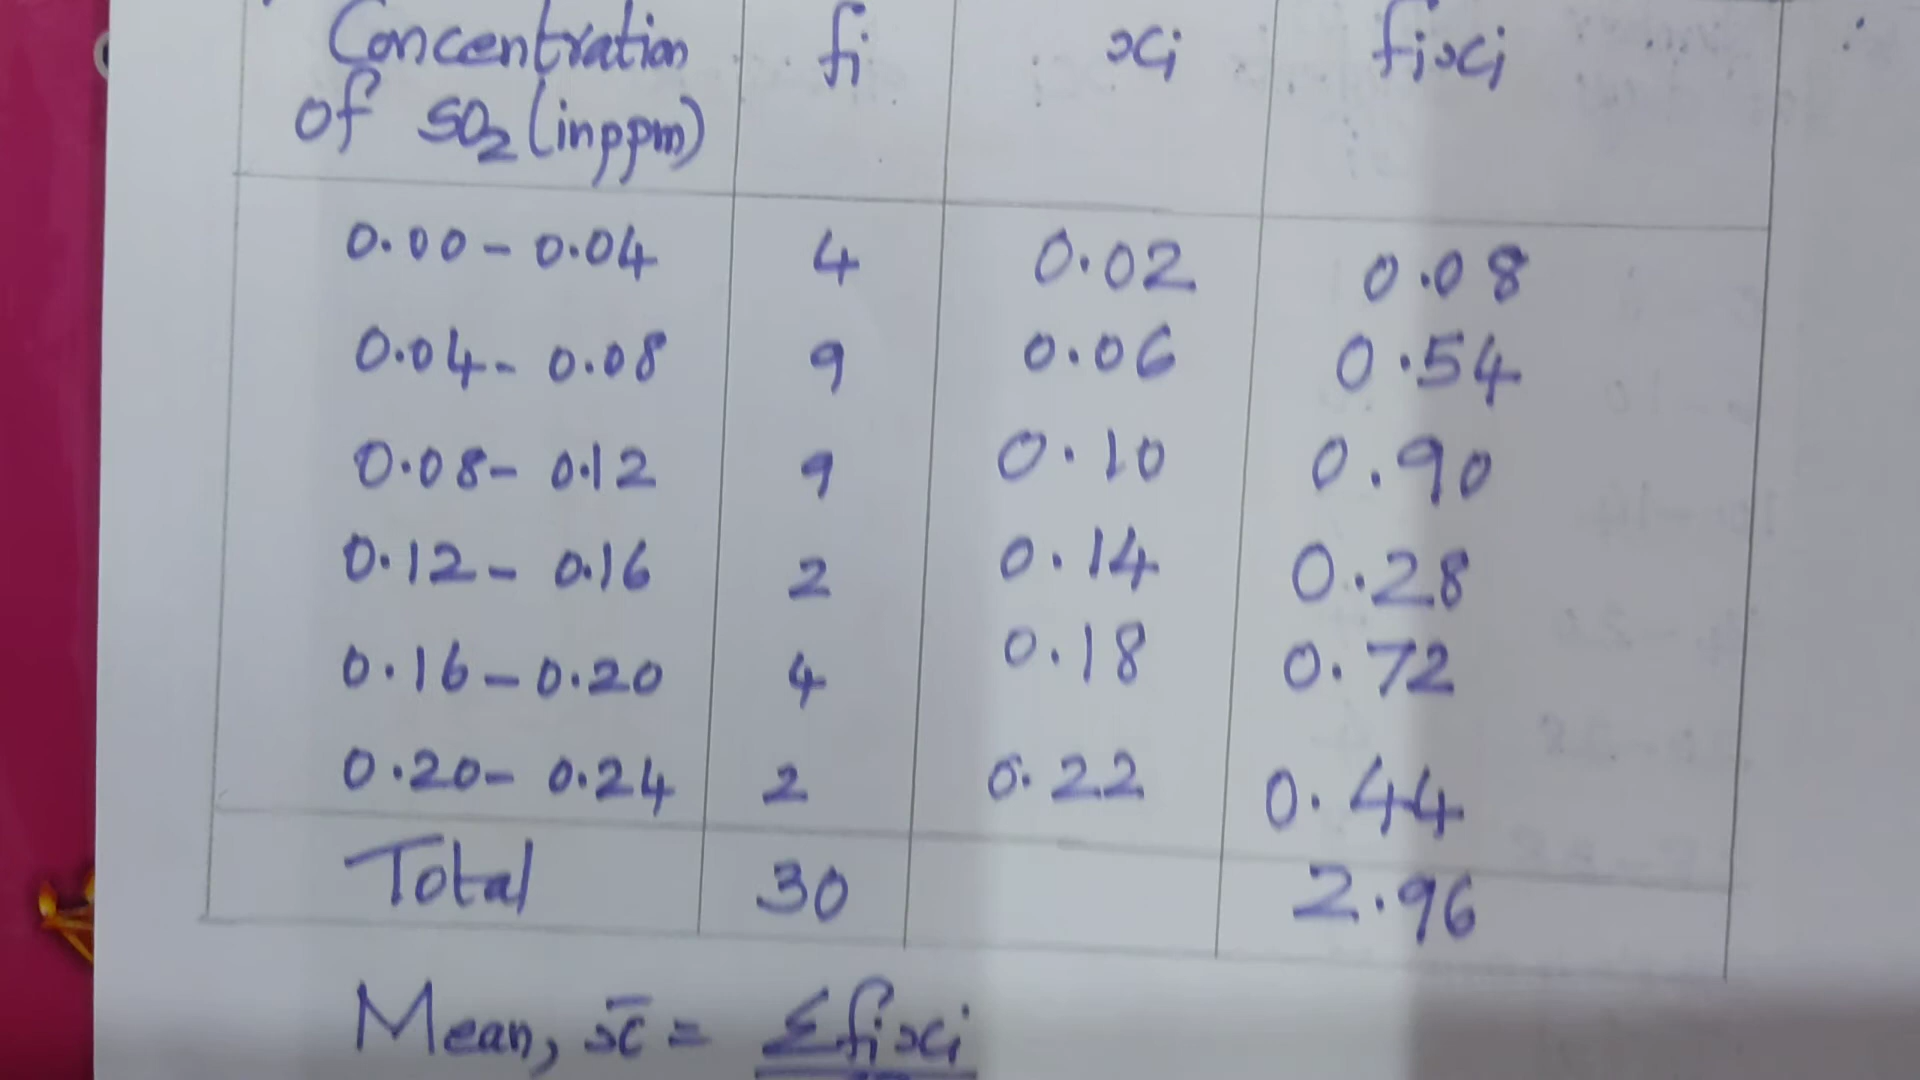 Concentration of SO₂ (in ppm) fi xi fixi
0.00 - 0.04 4 0.02 0.08
0.04 - 0.08 9 0.06 0.54
0.08 - 0.12 9 0.10 0.90
0.12 - 0.16 2 0.14 0.28
0.16 - 0.20 4 0.18 0.72
0.20 - 0.24 2 0.22 0.44
Total 30 2.96
Mean, x̄ = Σfixi